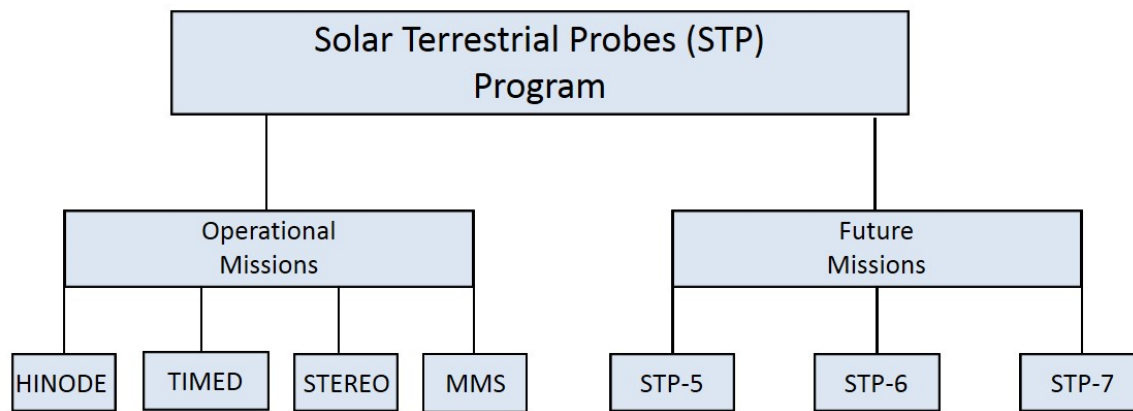 Solar Terrestrial Probes (STP)
Program
Operational
Missions
Future
Missions
HINODE
TIMED
STEREO
MMS
STP-5
STP-6
STP-7